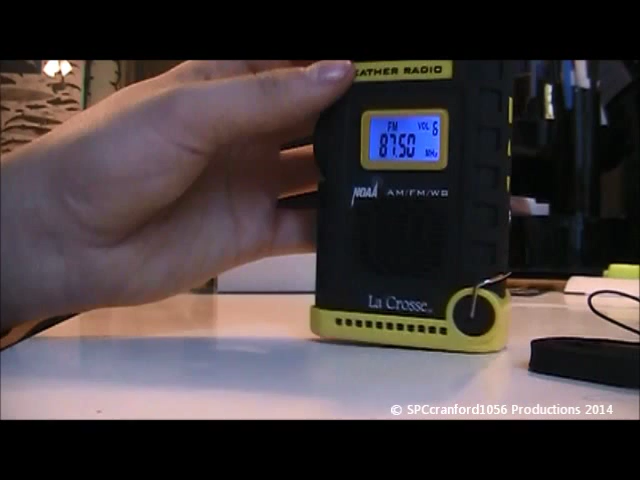 EATHER RADIO
FM VOL 6
87.50 MHz
NOAA AM/FM/WB
La Crosse
© SPCcranford1056 Productions 2014